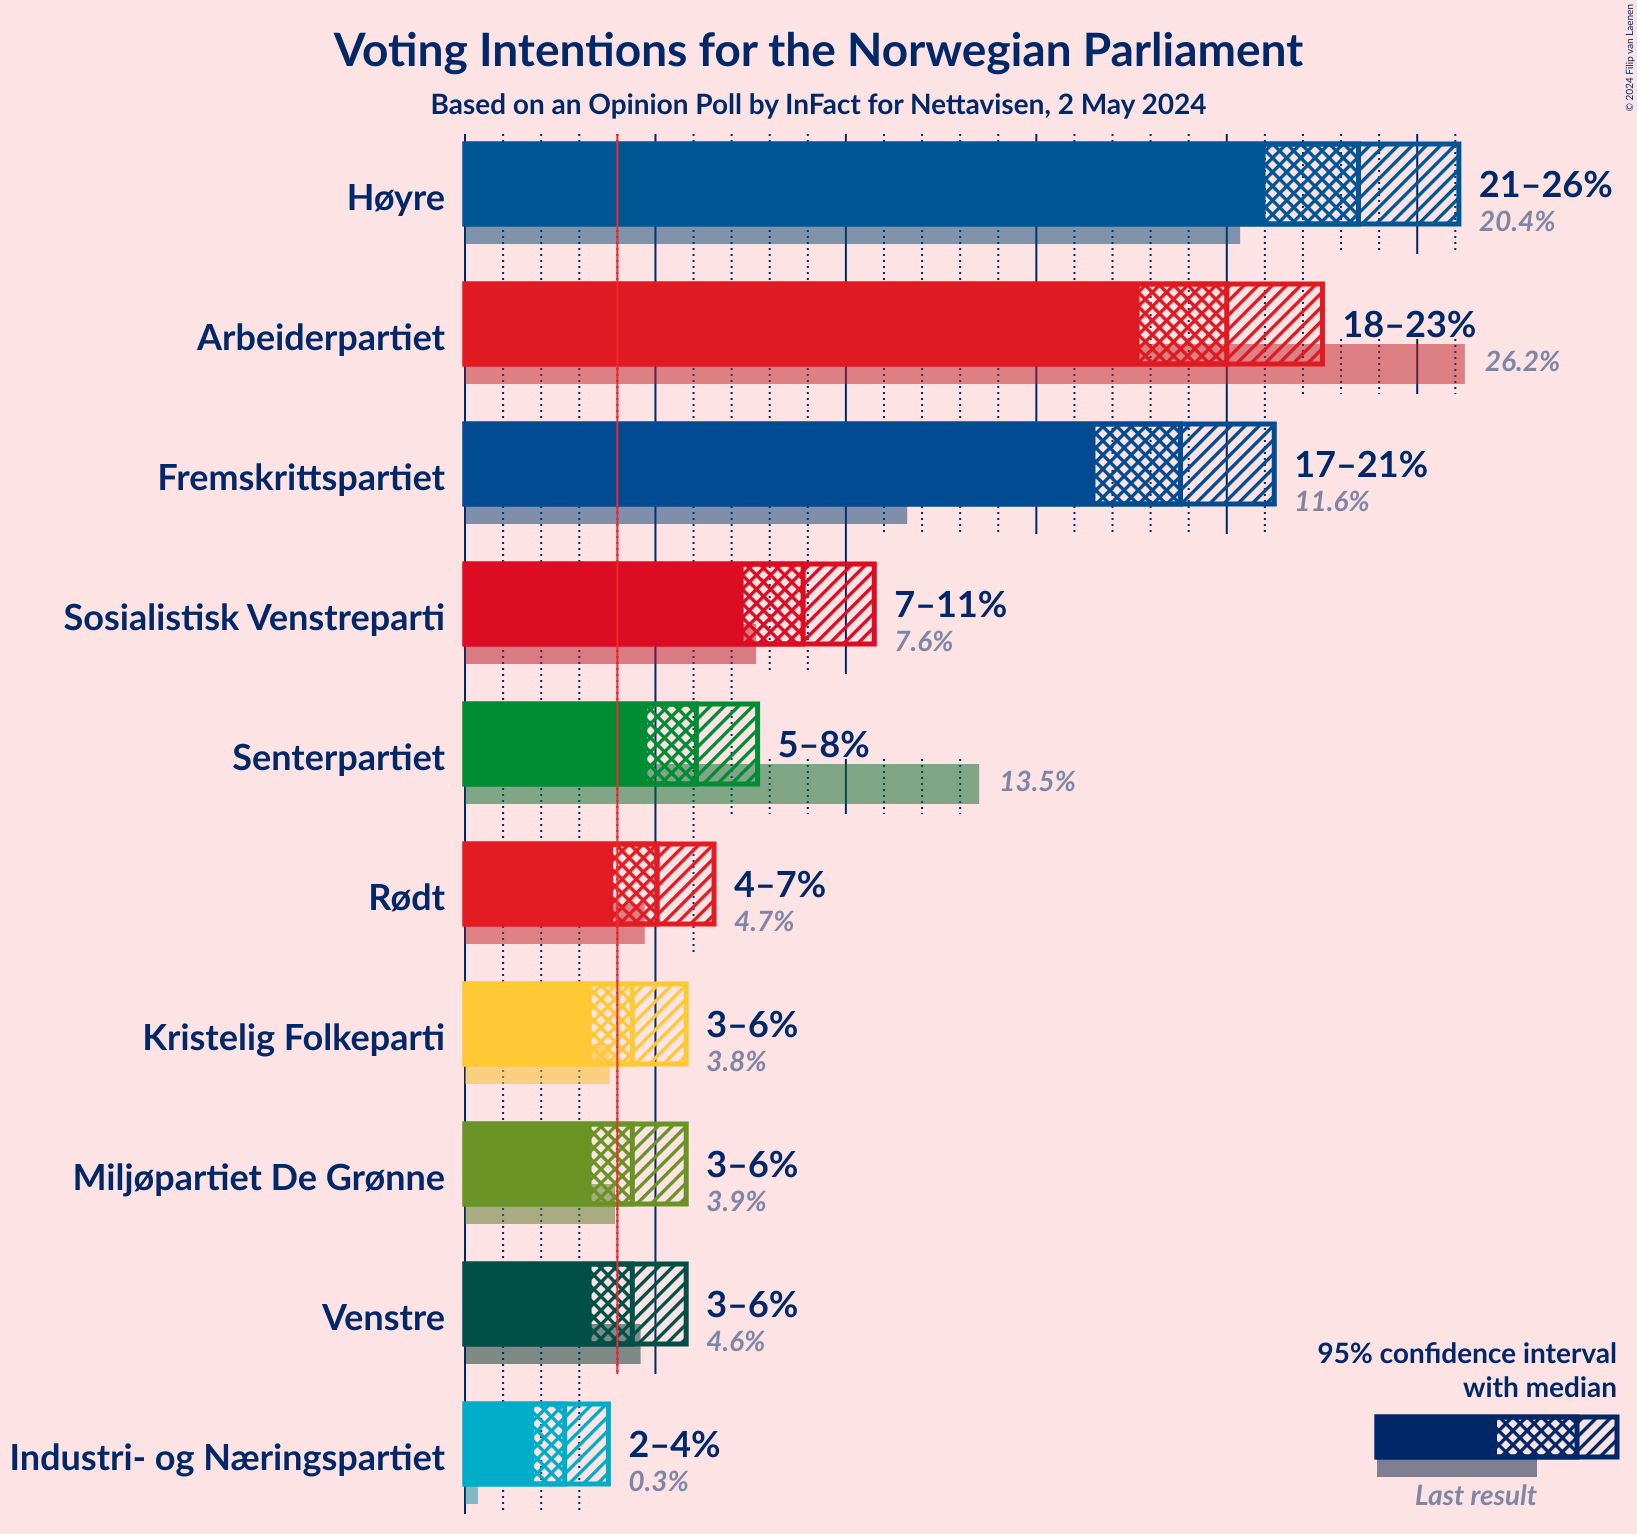 Voting Intentions for the Norwegian Parliament
Based on an Opinion Poll by InFact for Nettavisen, 2 May 2024
© 2024 Filip van Laenen
Høyre
21–26%
20.4%
Arbeiderpartiet
18–23%
26.2%
Fremskrittspartiet
17–21%
11.6%
Sosialistisk Venstreparti
7–11%
7.6%
Senterpartiet
5–8%
13.5%
Rødt
4–7%
4.7%
Kristelig Folkeparti
3–6%
3.8%
Miljøpartiet De Grønne
3–6%
3.9%
Venstre
3–6%
4.6%
Industri- og Næringspartiet
2–4%
0.3%
95% confidence interval
with median
Last result